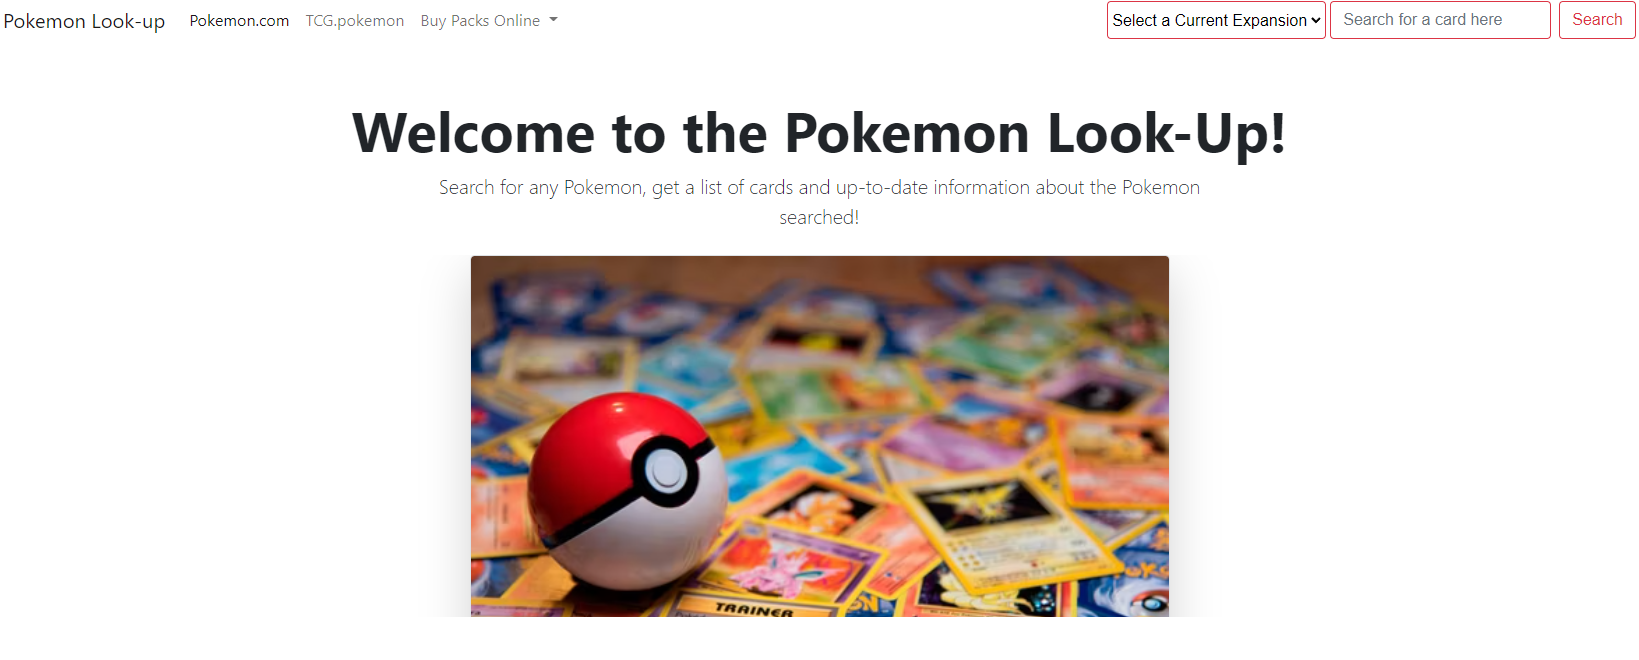 Pokemon Look-up Pokemon.com TCG.pokemon Buy Packs Online Select a Current Expansion Search for a card here Search
Welcome to the Pokemon Look-Up!
Search for any Pokemon, get a list of cards and up-to-date information about the Pokemon
searched!
TRAINER